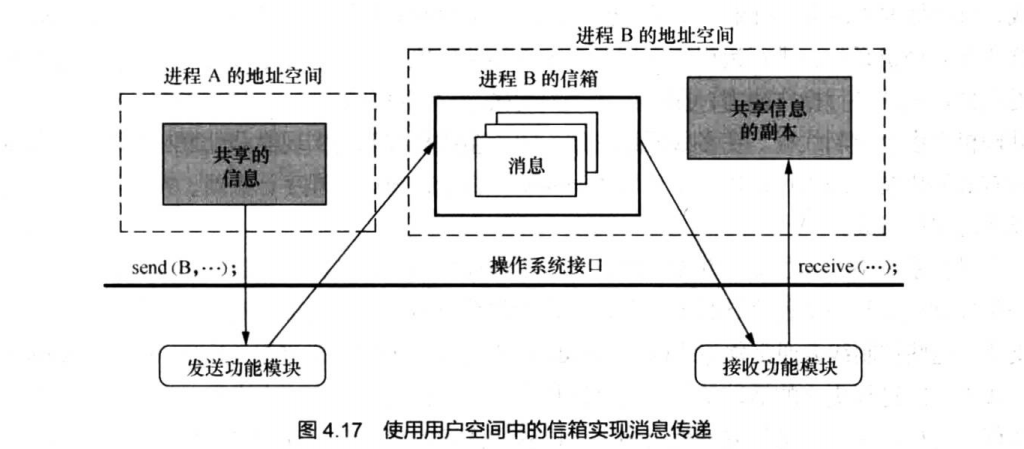 进程 B 的地址空间
进程 A 的地址空间
进程 B 的信箱
共享的
信息
消息
共享信息
的副本
send(B,…);
操作系统接口
receive(…);
发送功能模块
接收功能模块
图 4.17 使用用户空间中的信箱实现消息传递